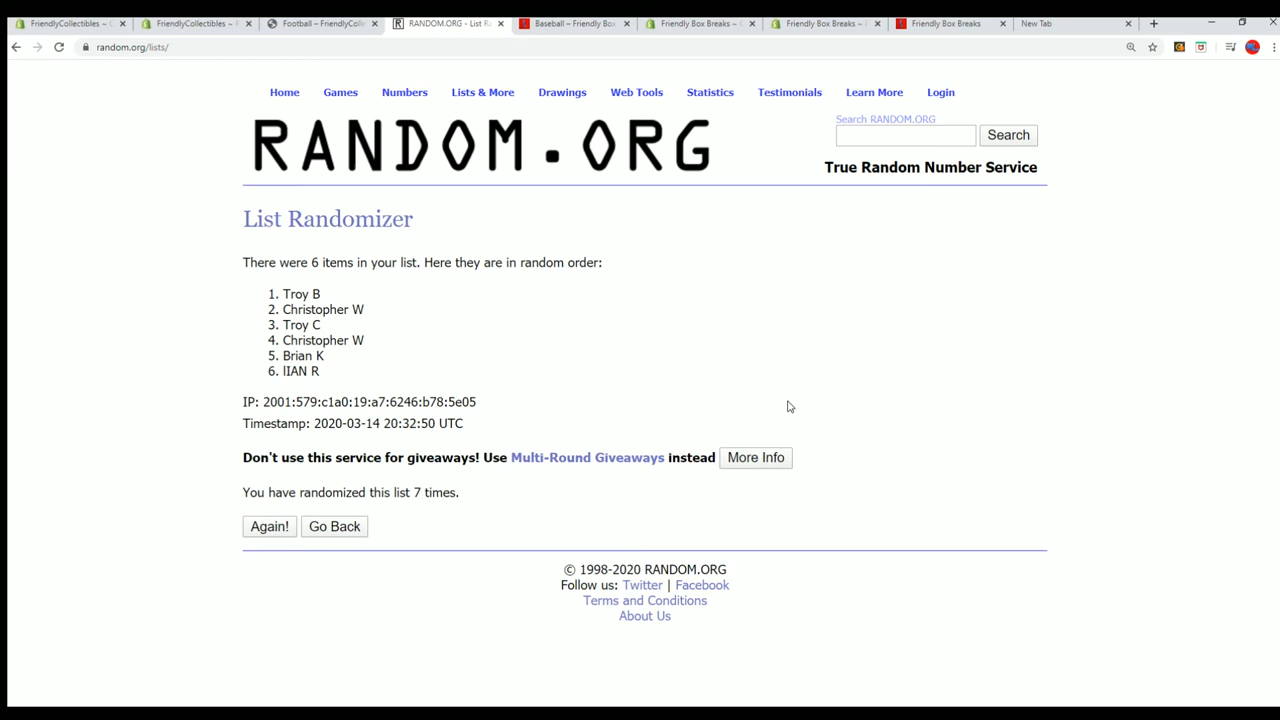 FriendlyCollectibles ~ C
FriendlyCollectibles ~ F
Football – FriendlyColle
RANDOM.ORG - List Ra
Baseball – Friendly Box
Friendly Box Breaks ~ C
Friendly Box Breaks ~ F
Friendly Box Breaks
New Tab
random.org/lists/
Home Games Numbers Lists & More Drawings Web Tools Statistics Testimonials Learn More Login
RANDOM.ORG
Search RANDOM.ORG
Search
True Random Number Service
List Randomizer
There were 6 items in your list. Here they are in random order:
1. Troy B
2. Christopher W
3. Troy C
4. Christopher W
5. Brian K
6. IIAN R
IP: 2001:579:c1a0:19:a7:6246:b78:5e05
Timestamp: 2020-03-14 20:32:50 UTC
Don't use this service for giveaways! Use Multi-Round Giveaways instead More Info
You have randomized this list 7 times.
Again! Go Back
© 1998-2020 RANDOM.ORG
Follow us: Twitter | Facebook
Terms and Conditions
About Us